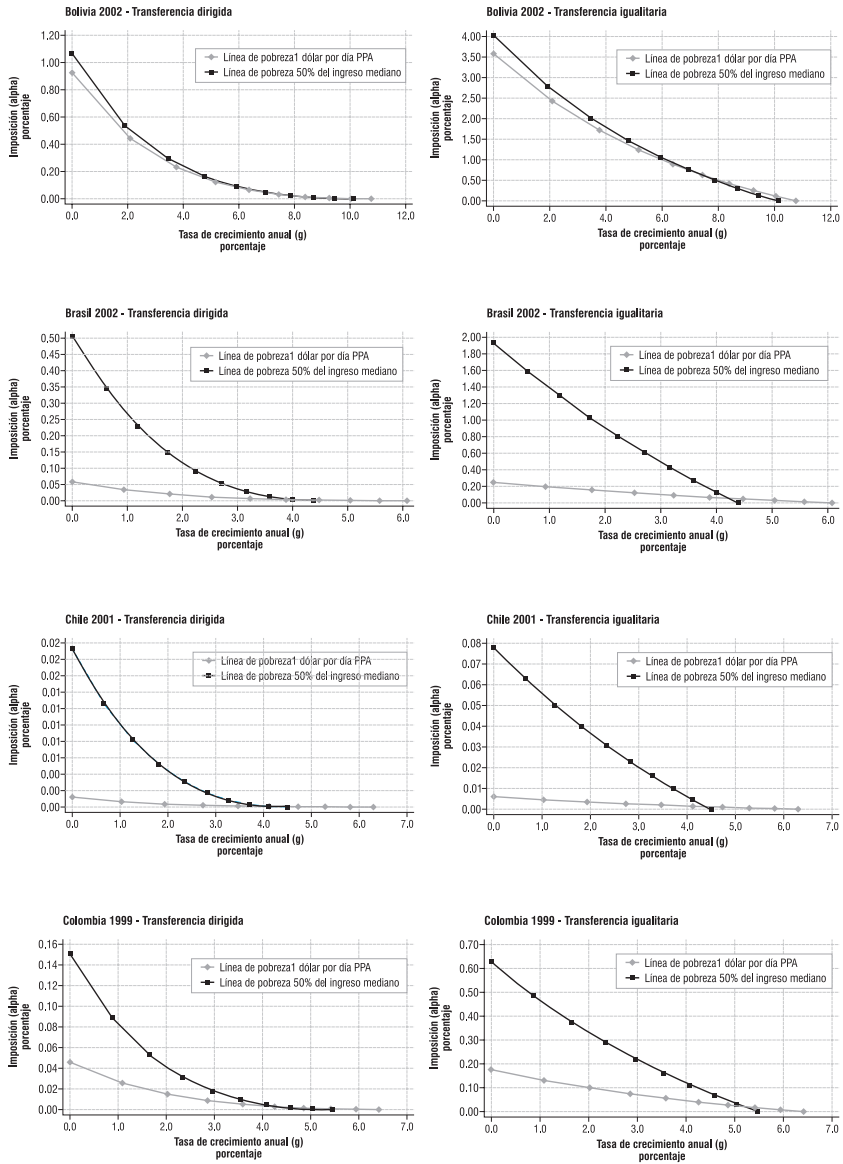 Bolivia 2002 - Transferencia dirigida
1.20
1.00
0.80
0.60
0.40
0.20
0.00
Imposición (alpha)
porcentaje
Línea de pobreza1 dólar por día PPA
Línea de pobreza 50% del ingreso mediano
0.0 2.0 4.0 6.0 8.0 10.0 12.0
Tasa de crecimiento anual (g)
porcentaje
Bolivia 2002 - Transferencia igualitaria
4,00
3,50
3,00
2,50
2,00
1,50
1,00
0.50
0.00
Imposición (alpha)
porcentaje
Línea de pobreza1 dólar por día PPA
Línea de pobreza 50% del ingreso mediano
0.0 2.0 4.0 6.0 8.0 10.0 12.0
Tasa de crecimiento anual (g)
porcentaje
Brasil 2002 - Transferencia dirigida
0,50
0,45
0,40
0,35
0,30
0,25
0,20
0,15
0,10
0.05
0.00
Imposición (alpha)
porcentaje
Línea de pobreza1 dólar por día PPA
Línea de pobreza 50% del ingreso mediano
0.0 1.0 2.0 3.0 4.0 5.0 6.0
Tasa de crecimiento anual (g)
porcentaje
Brasil 2002 - Transferencia igualitaria
2,00
1,80
1,60
1,40
1,20
1,00
0,80
0,60
0,40
0.20
0.00
Imposición (alpha)
porcentaje
Línea de pobreza1 dólar por día PPA
Línea de pobreza 50% del ingreso mediano
0.0 1.0 2.0 3.0 4.0 5.0 6.0
Tasa de crecimiento anual (g)
porcentaje
Chile 2001 - Transferencia dirigida
0.02
0.02
0.02
0.01
0.01
0.01
0.01
0.01
0.00
0.00
0.00
Imposición (alpha)
porcentaje
Línea de pobreza1 dólar por día PPA
Línea de pobreza 50% del ingreso mediano
0.0 1.0 2.0 3.0 4.0 5.0 6.0 7.0
Tasa de crecimiento anual (g)
porcentaje
Chile 2001 - Transferencia igualitaria
0.08
0.07
0.06
0.05
0.04
0.03
0.02
0.01
0.00
Imposición (alpha)
porcentaje
Línea de pobreza1 dólar por día PPA
Línea de pobreza 50% del ingreso mediano
0.0 1.0 2.0 3.0 4.0 5.0 6.0 7.0
Tasa de crecimiento anual (g)
porcentaje
Colombia 1999 - Transferencia dirigida
0,16
0,14
0,12
0,10
0,08
0,06
0,04
0.02
0.00
Imposición (alpha)
porcentaje
Línea de pobreza1 dólar por día PPA
Línea de pobreza 50% del ingreso mediano
0.0 1.0 2.0 3.0 4.0 5.0 6.0 7.0
Tasa de crecimiento anual (g)
porcentaje
Colombia 1999 - Transferencia igualitaria
0.70
0.60
0,50
0,40
0,30
0.20
0.10
0.00
Imposición (alpha)
porcentaje
Línea de pobreza1 dólar por día PPA
Línea de pobreza 50% del ingreso mediano
0.0 1.0 2.0 3.0 4.0 5.0 6.0 7.0
Tasa de crecimiento anual (g)
porcentaje